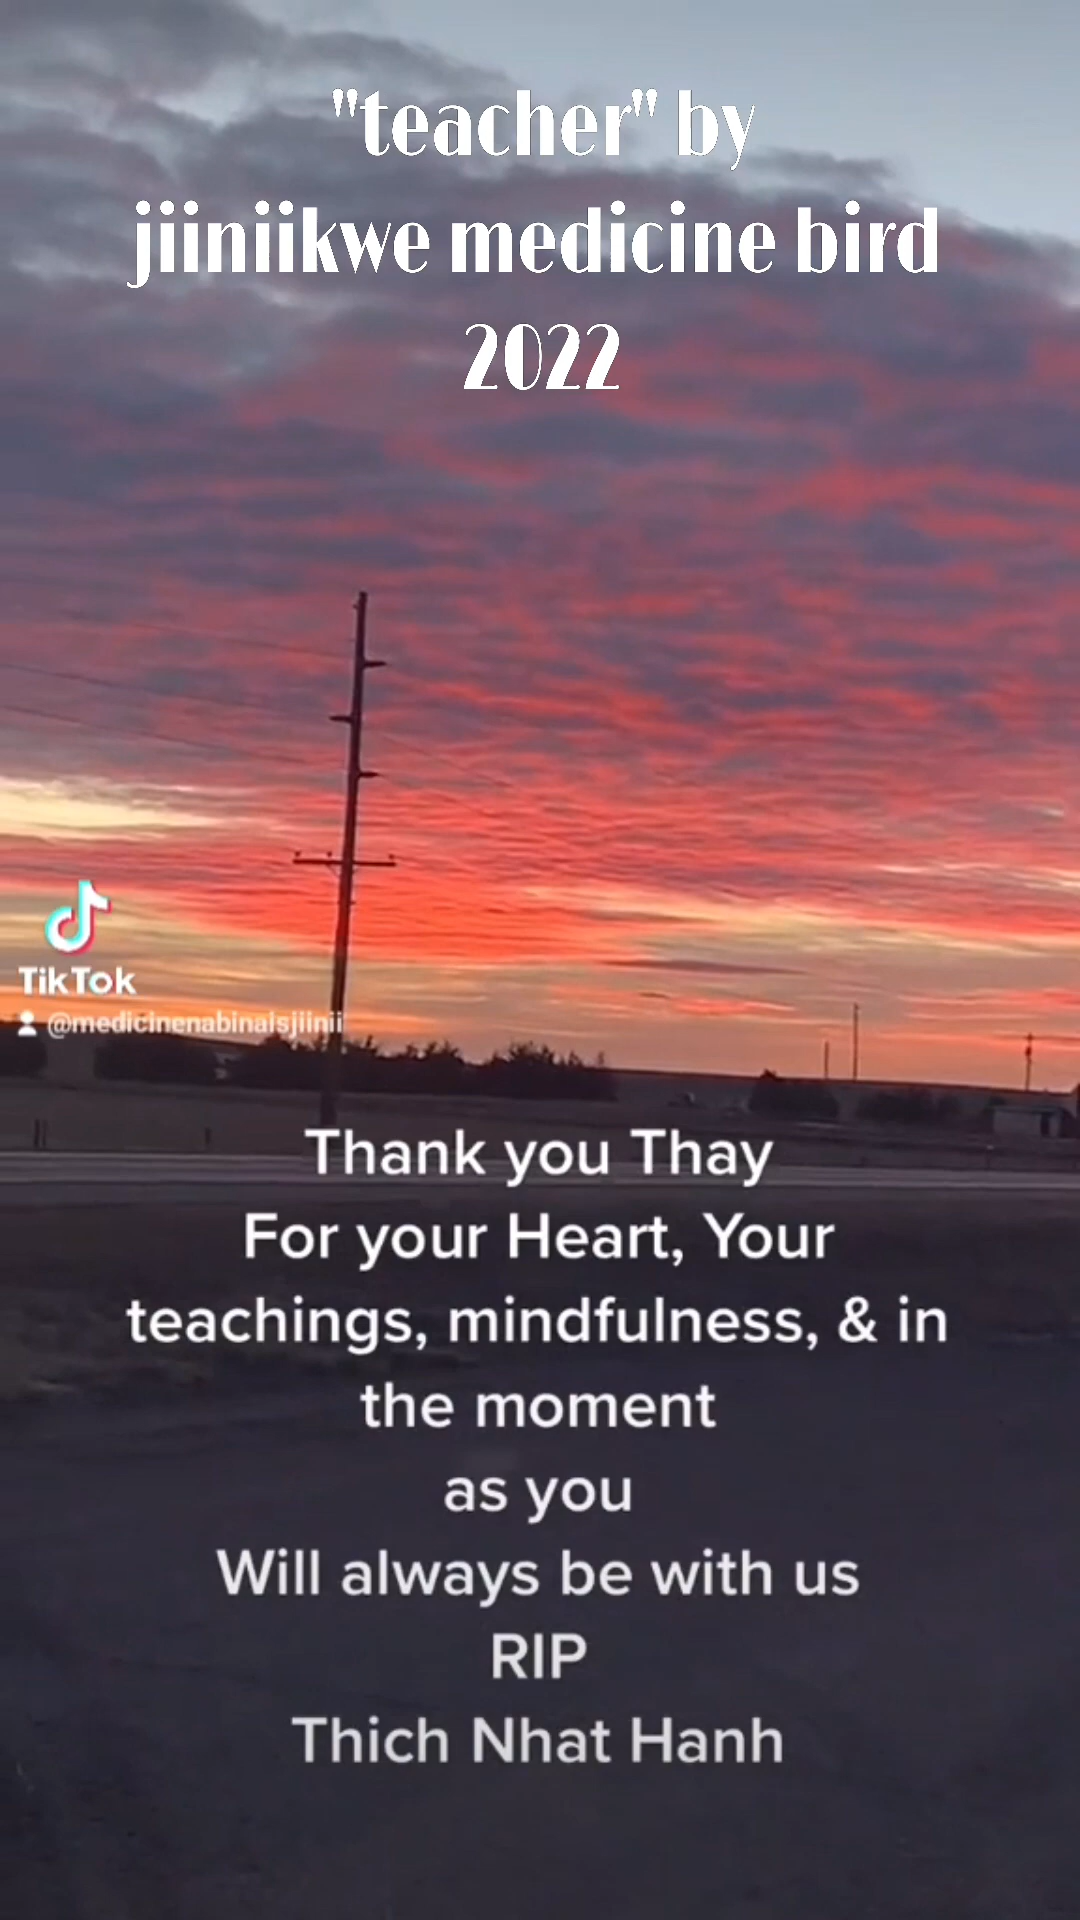 "teacher" by
jiiniikwe medicine bird
2022
TikTok
@medicinenabinaisjiinii
Thank you Thay
For your Heart, Your
teachings, mindfulness, & in
the moment
as you
Will always be with us
RIP
Thich Nhat Hanh